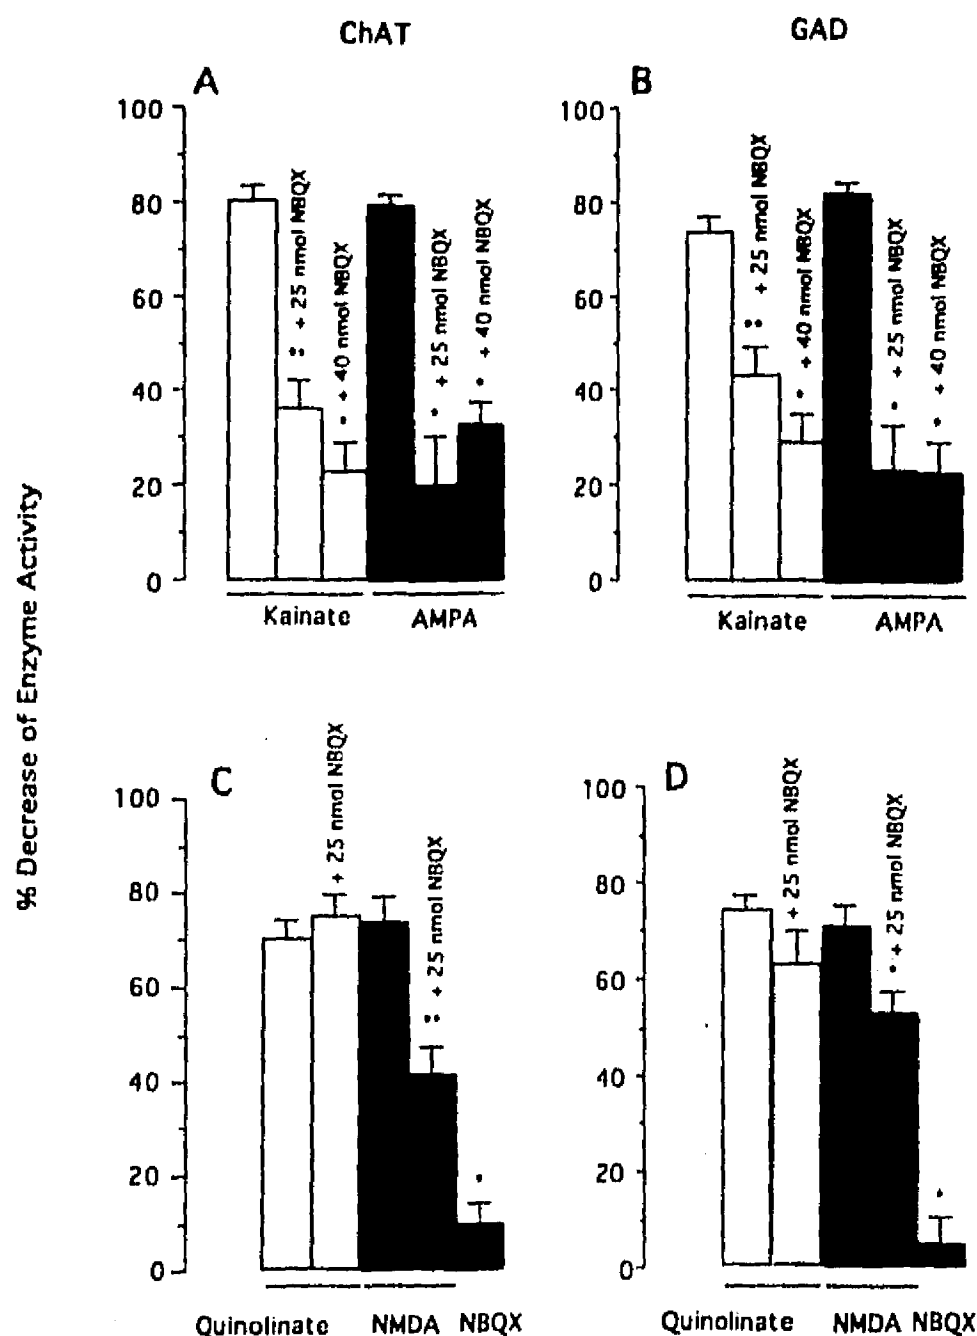 ChAT
GAD
A
B
100
80
60
40
20
0
+ 25 nmol NBQX
+ 40 nmol NBQX
+ 25 nmol NBQX
+ 40 nmol NBQX
Kainate
AMPA
100
80
60
40
20
0
+ 25 nmol NBQX
+ 40 nmol NBQX
+ 25 nmol NBQX
+ 40 nmol NBQX
Kainate
AMPA
% Decrease of Enzyme Activity
C
D
100
80
60
40
20
0
+ 25 nmol NBQX
+ 25 nmol NBQX
Quinolinate
NMDA
NBQX
100
80
60
40
20
0
+ 25 nmol NBQX
+ 25 nmol NBQX
Quinolinate
NMDA
NBQX